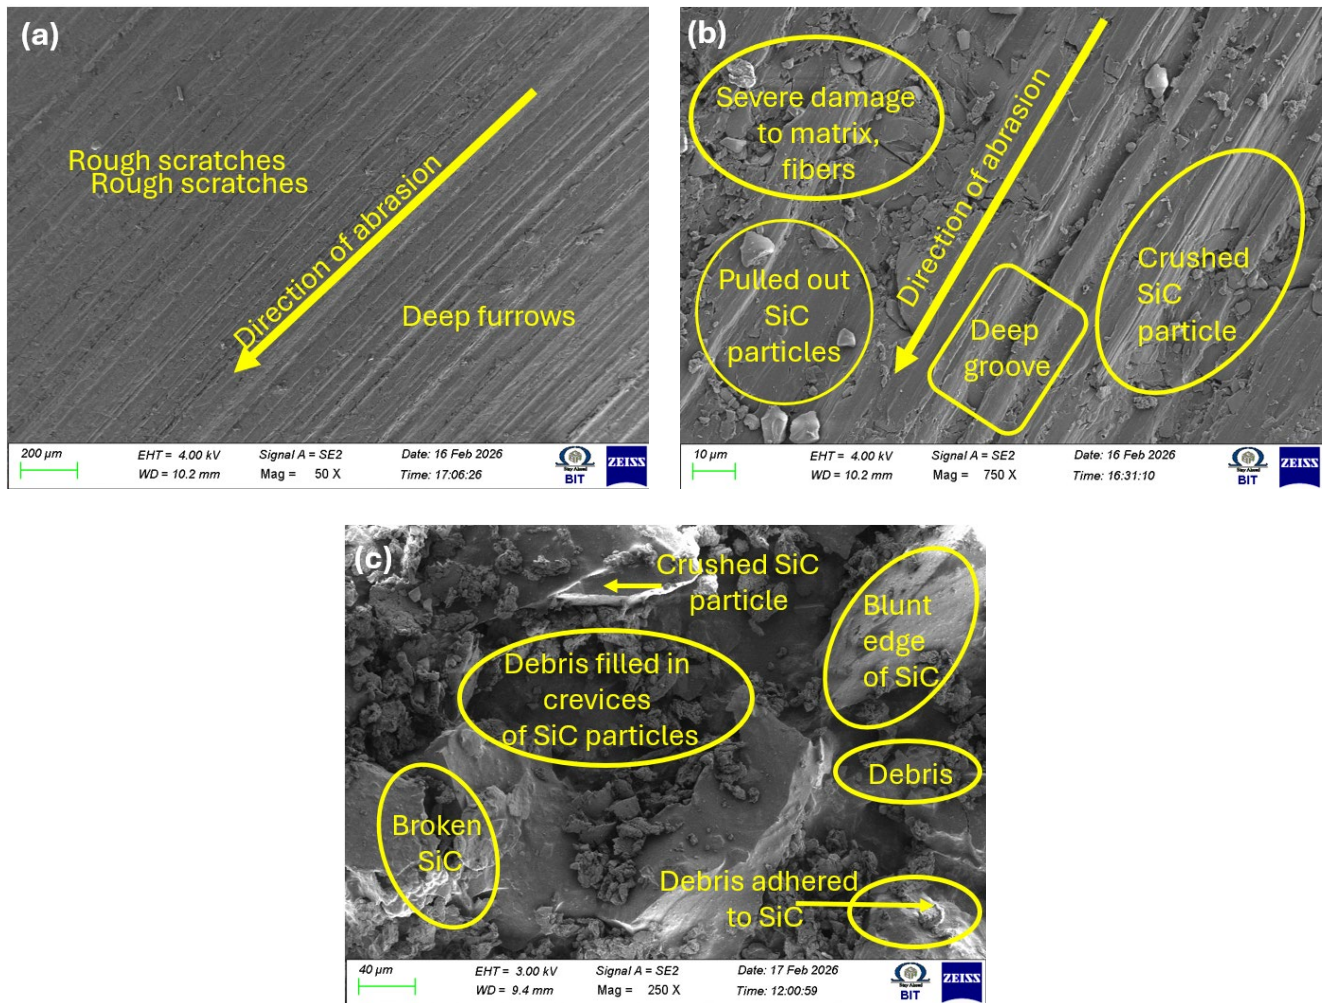 (a)
Rough scratches
Rough scratches
Direction of abrasion
Deep furrows
200 µm
EHT = 4.00 kV
WD = 10.2 mm
Signal A = SE2
Mag = 50 X
Date: 16 Feb 2026
Time: 17:06:26
BIT
ZEISS
(b)
Severe damage
to matrix,
fibers
Direction of abrasion
Pulled out
SiC
particles
Deep
groove
Crushed
SiC
particle
10 µm
EHT = 4.00 kV
WD = 10.2 mm
Signal A = SE2
Mag = 750 X
Date: 16 Feb 2026
Time: 16:31:10
BIT
ZEISS
(c)
Crushed SiC
particle
Blunt
edge
of SiC
Debris filled in
crevices
of SiC particles
Debris
Broken
SiC
Debris adhered
to SiC
40 µm
EHT = 3.00 kV
WD = 9.4 mm
Signal A = SE2
Mag = 250 X
Date: 17 Feb 2026
Time: 12:00:59
BIT
ZEISS